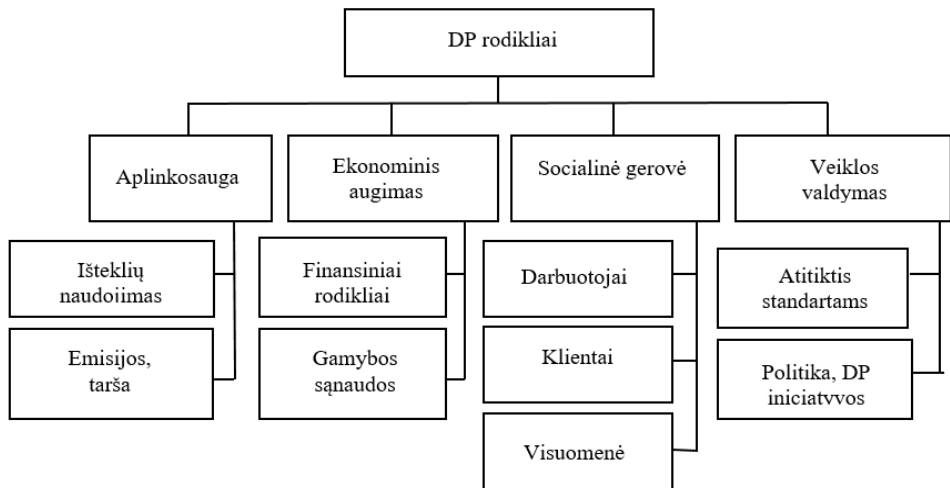 DP rodikliai
Aplinkosauga
Ekonominis
augimas
Socialinė gerovė
Veiklos
valdymas
Išteklių
naudojimas
Finansiniai
rodikliai
Darbuotojai
Atitiktis
standartams
Emisijos,
tarša
Gamybos
sąnaudos
Klientai
Politika, DP
iniciatvvos
Visuomenė